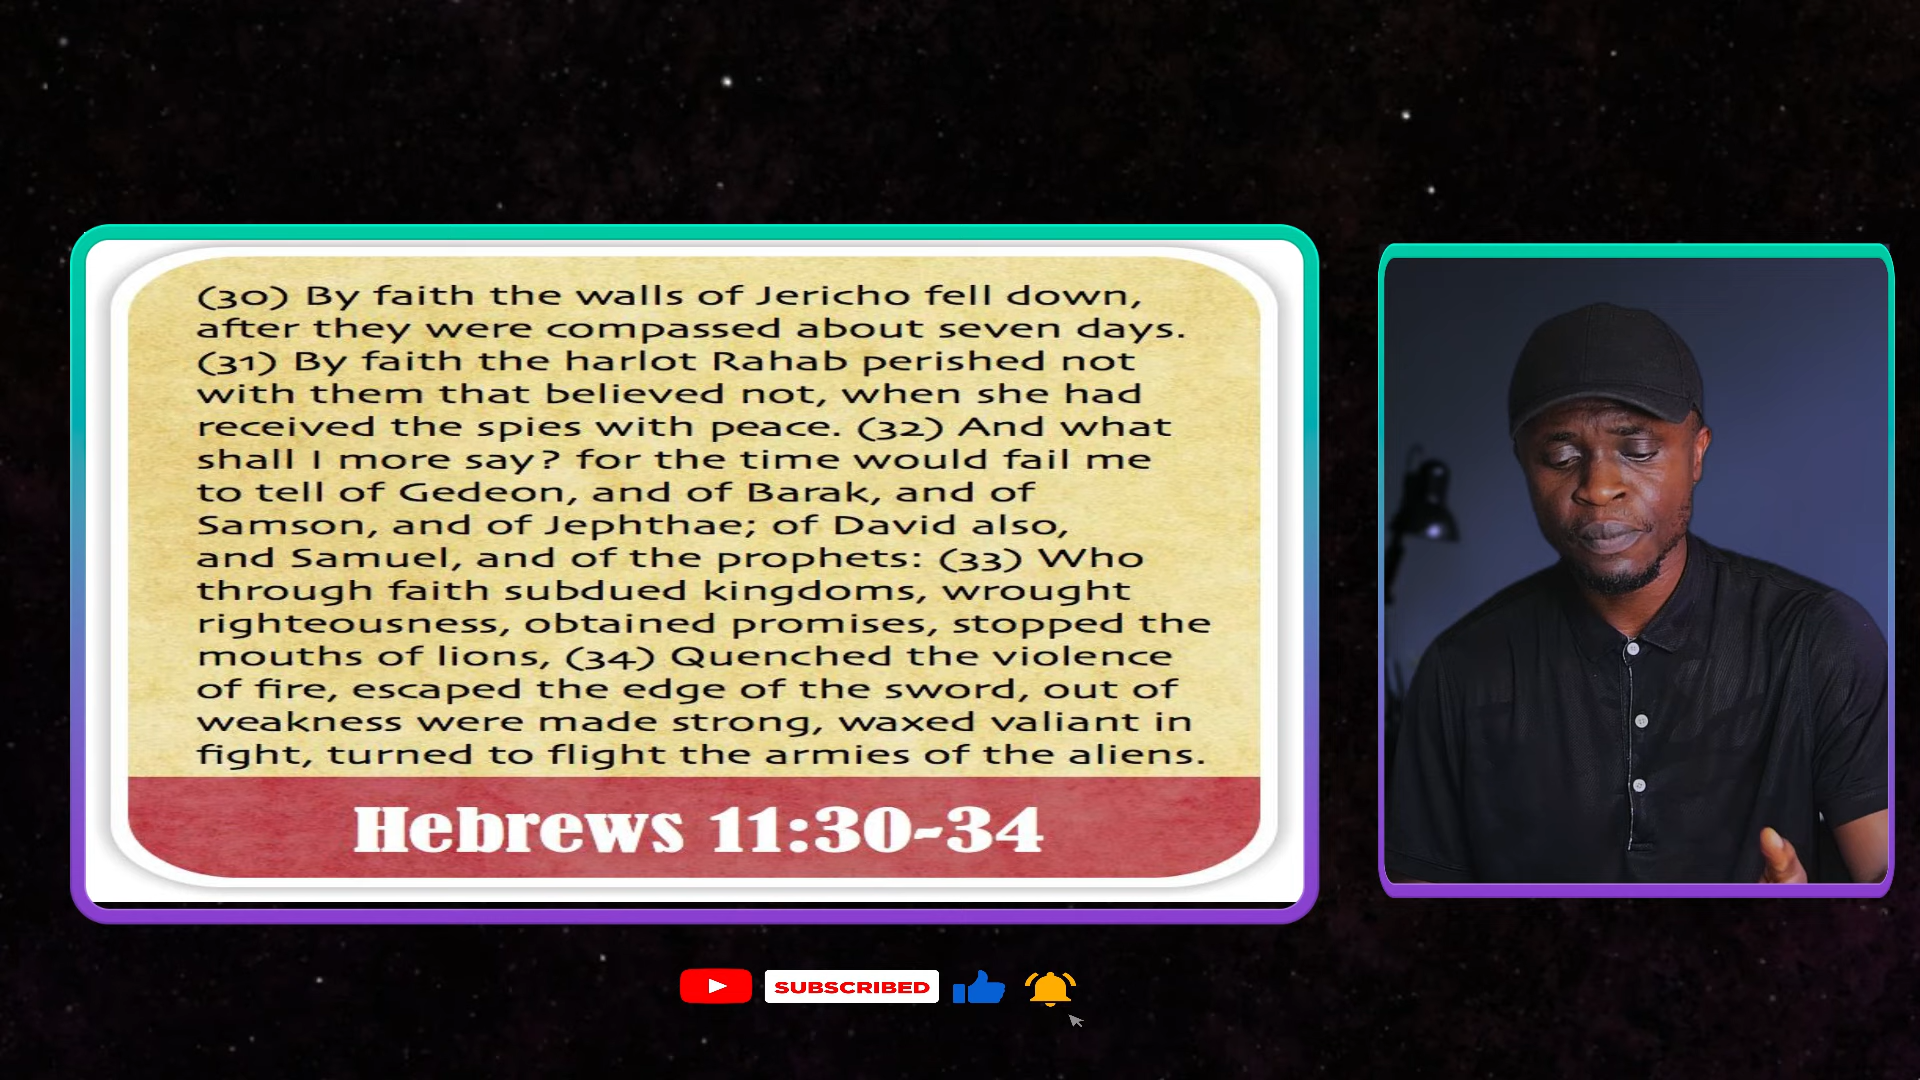 (30) By faith the walls of Jericho fell down,
after they were compassed about seven days.
(31) By faith the harlot Rahab perished not
with them that believed not, when she had
received the spies with peace. (32) And what
shall I more say? for the time would fail me
to tell of Gedeon, and of Barak, and of
Samson, and of Jephthae; of David also,
and Samuel, and of the prophets: (33) Who
through faith subdued kingdoms, wrought
righteousness, obtained promises, stopped the
mouths of lions, (34) Quenched the violence
of fire, escaped the edge of the sword, out of
weakness were made strong, waxed valiant in
fight, turned to flight the armies of the aliens.
Hebrews 11:30-34
SUBSCRIBED